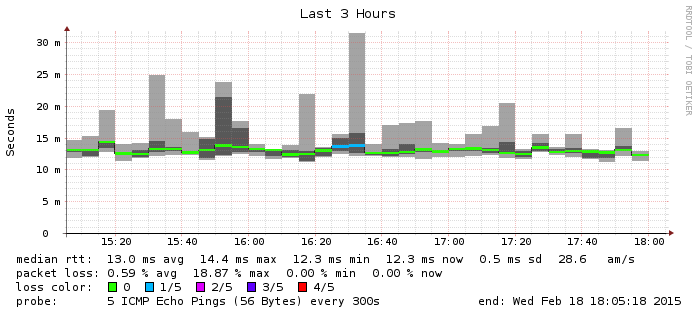 Last 3 Hours
RRDTOOL / TOBI OETIKER
Seconds
30 m
25 m
20 m
15 m
10 m
5 m
0
15:20 15:40 16:00 16:20 16:40 17:00 17:20 17:40 18:00
median rtt: 13.0 ms avg 14.4 ms max 12.3 ms min 12.3 ms now 0.5 ms sd 28.6 am/s
packet loss: 0.59 % avg 18.87 % max 0.00 % min 0.00 % now
loss color: 0 1/5 2/5 3/5 4/5
probe: 5 ICMP Echo Pings (56 Bytes) every 300s end: Wed Feb 18 18:05:18 2015